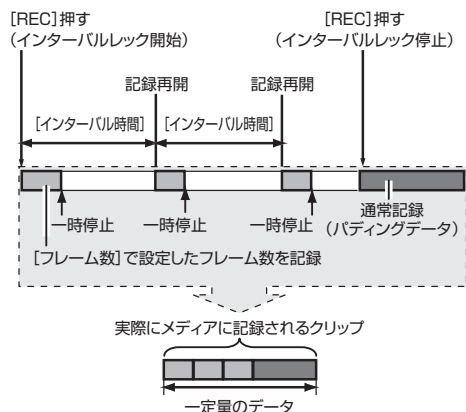 [REC]押す
(インターバルレック開始)
[REC]押す
(インターバルレック停止)
記録再開
記録再開
[インターバル時間]
[インターバル時間]
一時停止
一時停止
一時停止
通常記録
(パディングデータ)
[フレーム数]で設定したフレーム数を記録
実際にメディアに記録されるクリップ
一定量のデータ